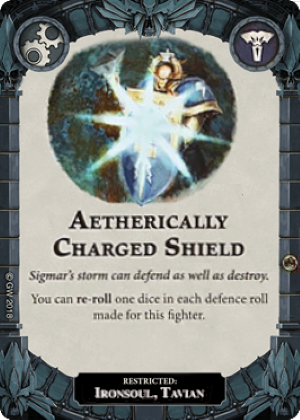 Aetherically
Charged Shield
Sigmar's storm can defend as well as destroy.
You can re-roll one dice in each defence roll
made for this fighter.
© GW 2018
RESTRICTED:
Ironsoul, Tavian